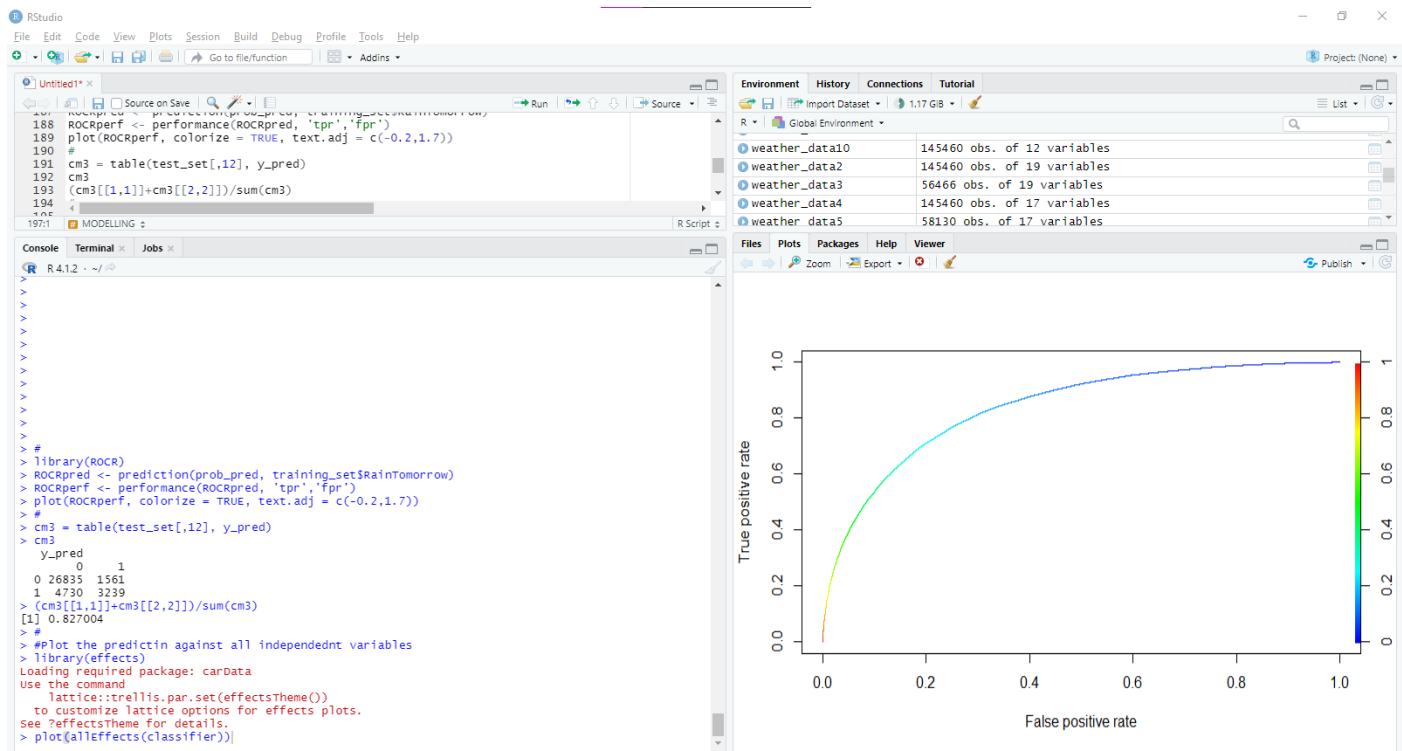 RStudio
File Edit Code View Plots Session Build Debug Profile Tools Help
Go to file/function Addins
Project: (None)
Untitled1*
Source on Save Run Source
188 ROCRperf <- performance(ROCRpred, 'tpr','fpr')
189 plot(ROCRperf, colorize = TRUE, text.adj = c(-0.2,1.7))
190 #
191 cm3 = table(test_set[,12], y_pred)
192 cm3
193 (cm3[[1,1]]+cm3[[2,2]])/sum(cm3)
194
197:1 MODELLING R Script
Console Terminal Jobs
R 4.1.2 · ~/
>
>
>
>
>
>
>
>
>
>
>
>
>
> #
> library(ROCR)
> ROCRpred <- prediction(prob_pred, training_set$RainTomorrow)
> ROCRperf <- performance(ROCRpred, 'tpr','fpr')
> plot(ROCRperf, colorize = TRUE, text.adj = c(-0.2,1.7))
> #
> cm3 = table(test_set[,12], y_pred)
> cm3
y_pred
0 1
0 26835 1561
1 4730 3239
> (cm3[[1,1]]+cm3[[2,2]])/sum(cm3)
[1] 0.827004
> #
> #Plot the predictin against all independednt variables
> library(effects)
Loading required package: carData
Use the command
lattice::trellis.par.set(effectsTheme())
to customize lattice options for effects plots.
See ?effectsTheme for details.
> plot(allEffects(classifier))
Environment History Connections Tutorial
Import Dataset 1.17 GiB List
R Global Environment
weather_data10 145460 obs. of 12 variables
weather_data2 145460 obs. of 19 variables
weather_data3 56466 obs. of 19 variables
weather_data4 145460 obs. of 17 variables
weather_data5 58130 obs. of 17 variables
Files Plots Packages Help Viewer
Zoom Export Publish
True positive rate
0.0 0.2 0.4 0.6 0.8 1.0
0 0.2 0.4 0.6 0.8 1
0.0 0.2 0.4 0.6 0.8 1.0
False positive rate